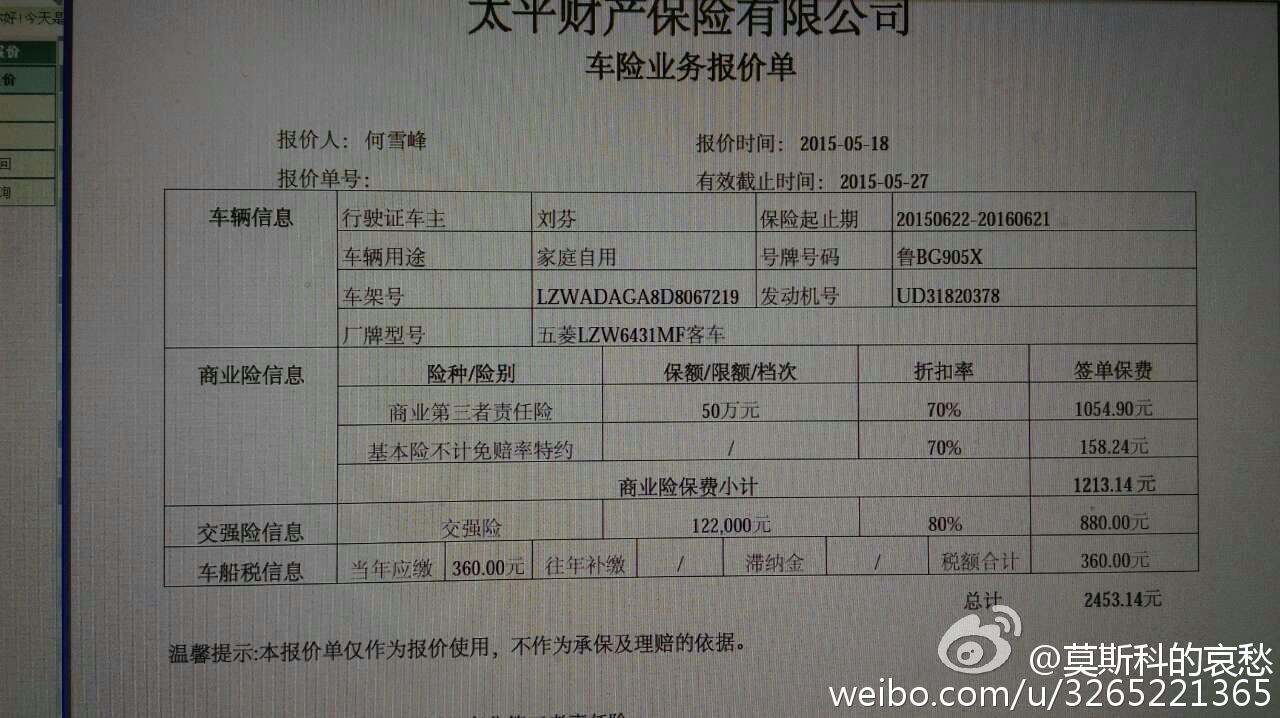 好!今天是
报价
价
回
询
太平财产保险有限公司
车险业务报价单
报价人: 何雪峰 报价时间: 2015-05-18
报价单号: 有效截止时间: 2015-05-27
车辆信息 行驶证车主 刘芬 保险起止期 20150622-20160621
车辆用途 家庭自用 号牌号码 鲁BG905X
车架号 LZWADAGA8D8067219 发动机号 UD31820378
厂牌型号 五菱LZW6431MF客车
商业险信息 险种/险别 保额/限额/档次 折扣率 签单保费
商业第三者责任险 50万元 70% 1054.90元
基本险不计免赔率特约 / 70% 158.24元
商业险保费小计 1213.14元
交强险信息 交强险 122,000元 80% 880.00元
车船税信息 当年应缴 360.00元 往年补缴 / 滞纳金 / 税额合计 360.00元
总计 2453.14元
温馨提示:本报价单仅作为报价使用，不作为承保及理赔的依据。
@莫斯科的哀愁
weibo.com/u/3265221365